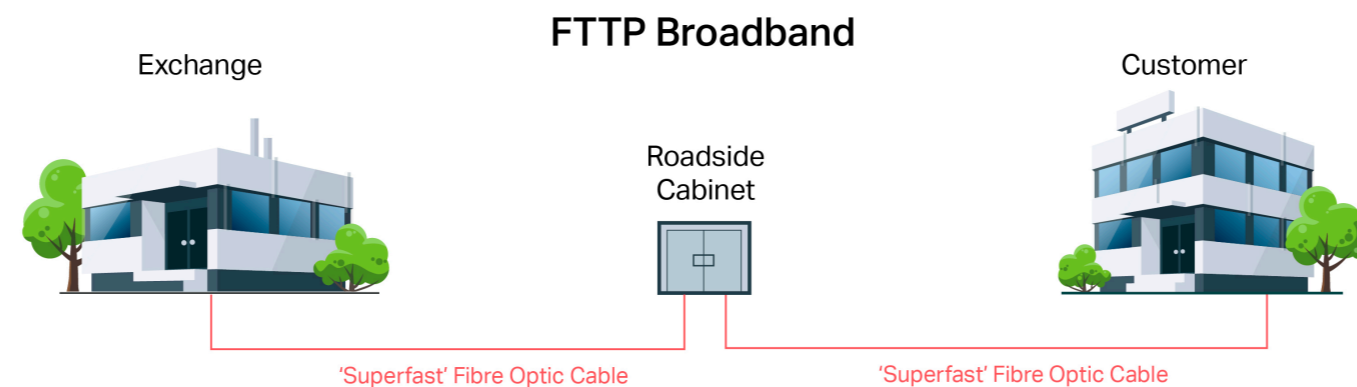 FTTP Broadband
Exchange
Customer
Roadside
Cabinet
‘Superfast’ Fibre Optic Cable
‘Superfast’ Fibre Optic Cable